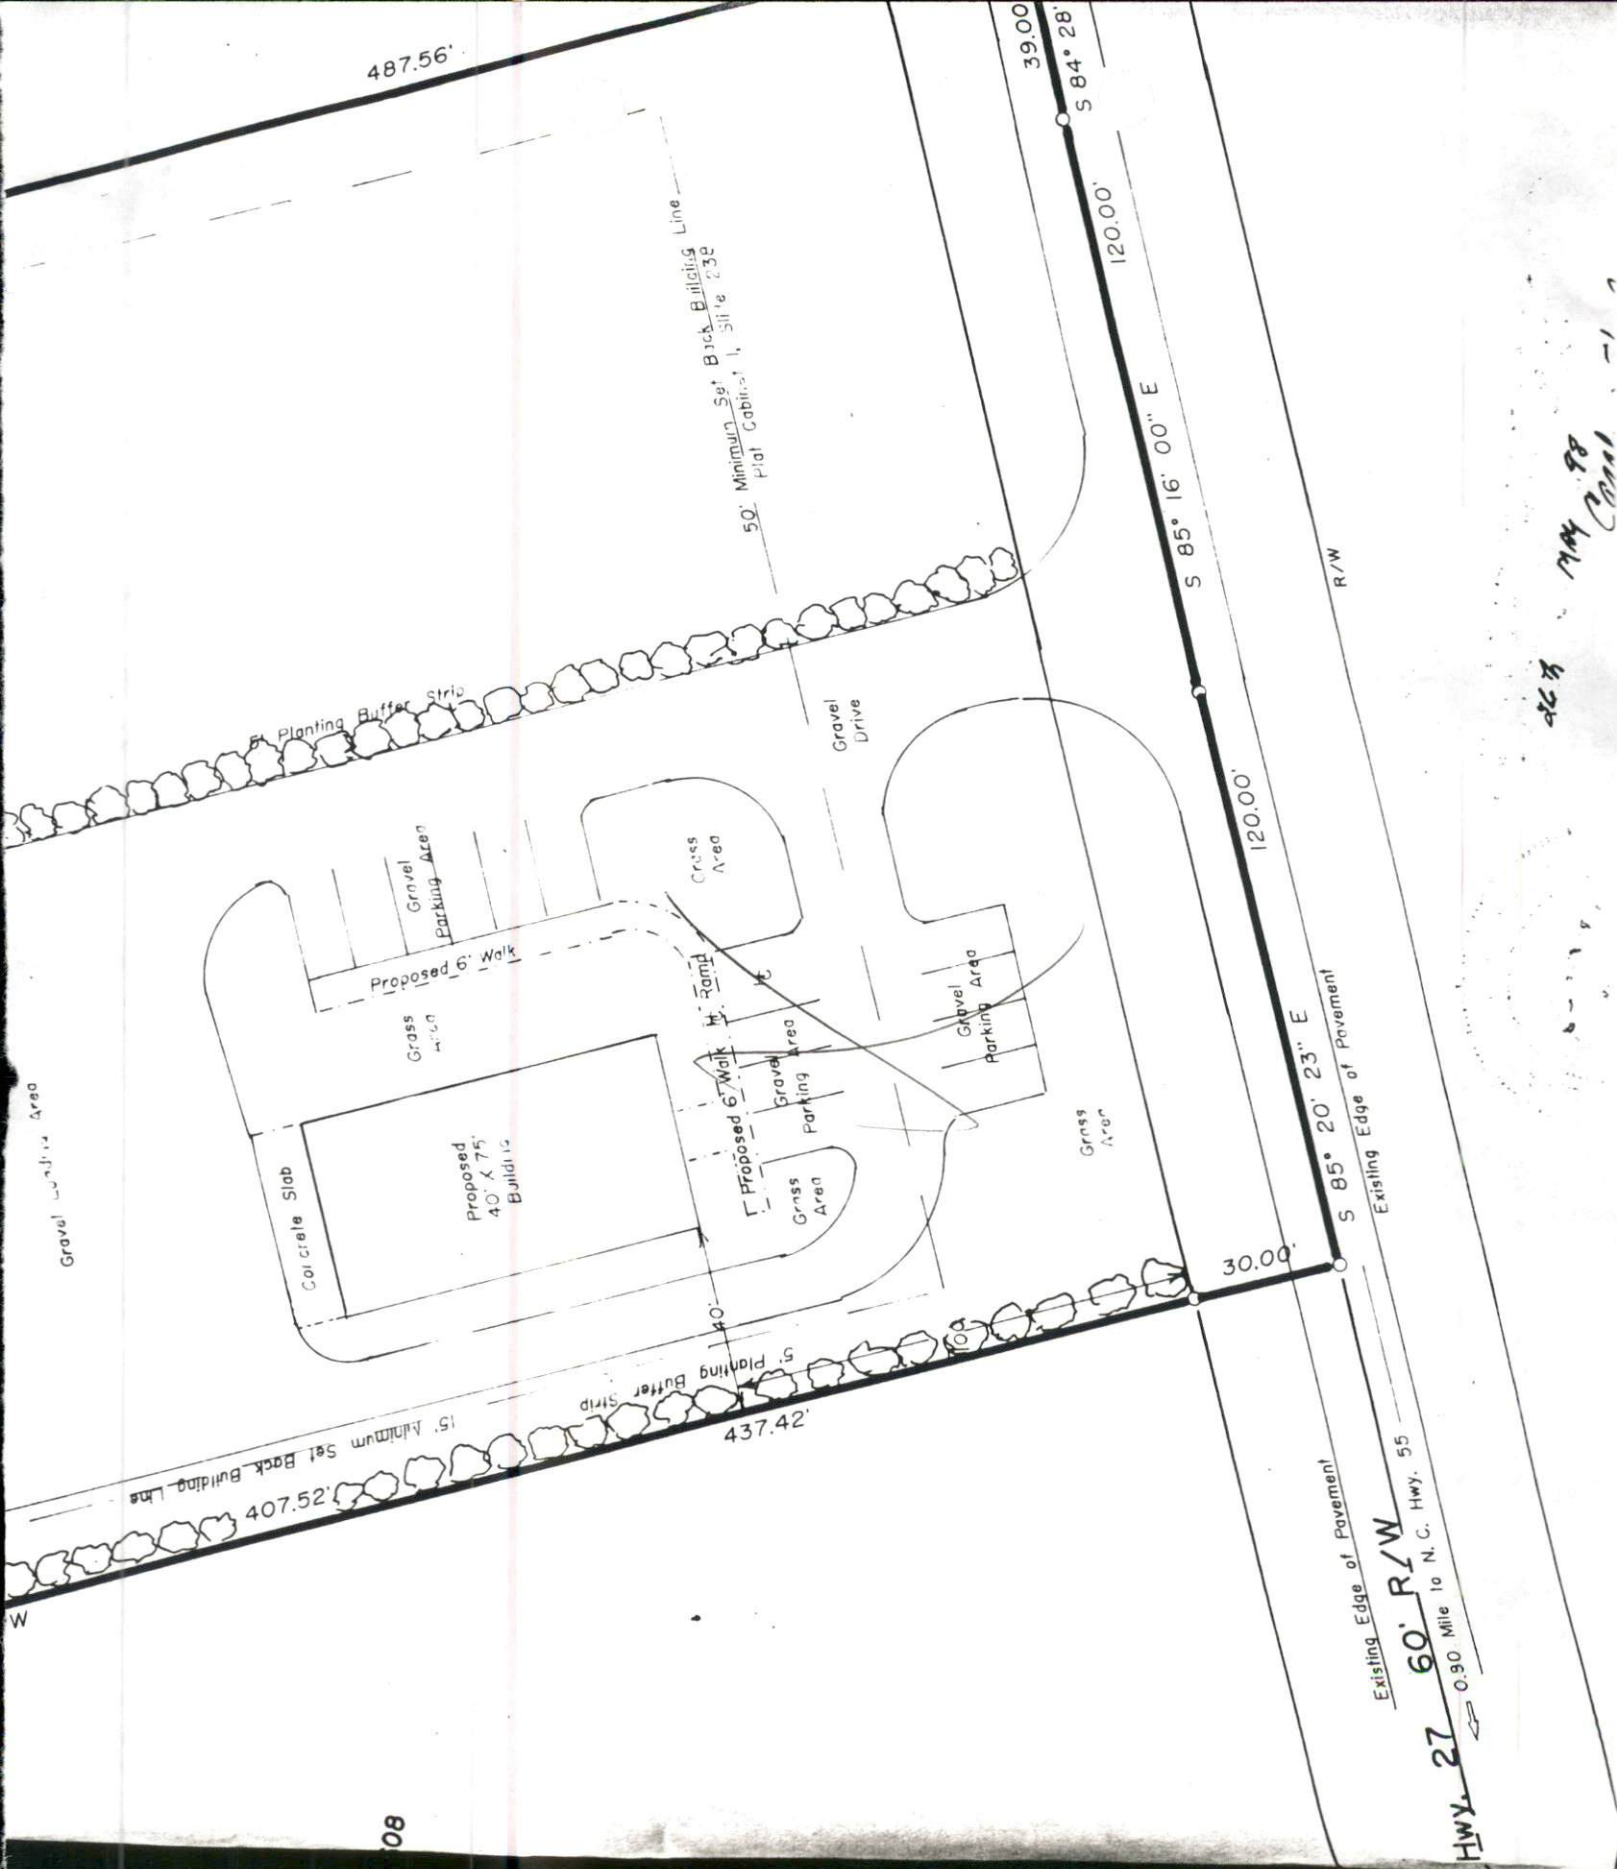 487.56'
39.00
S 84° 28'
120.00'
50' Minimum Set Back Building Line
Plat Cabinet 1, Slide 238
S 85° 16' 00" E
R/W
26th May 98
Planting Buffer Strip
Gravel
Drive
120.00'
Gravel
Parking Area
Area
Proposed 6' Walk
Grass
Area
Gravel Area
Concrete Slab
Proposed
40' X 75'
Building
Proposed 6' Walk
H. Ramp
Gravel
Parking Area
Gravel
Parking Area
Grass
Area
Grass
Area
S 85° 20' 23" E
Existing Edge of Pavement
30.00'
40'
5' Planting Buffer Strip
15' Minimum Set Back Building Line
437.42'
407.52'
W
Existing Edge of Pavement
Hwy. 27 60' R/W
0.90 Mile to N. C. Hwy. 55